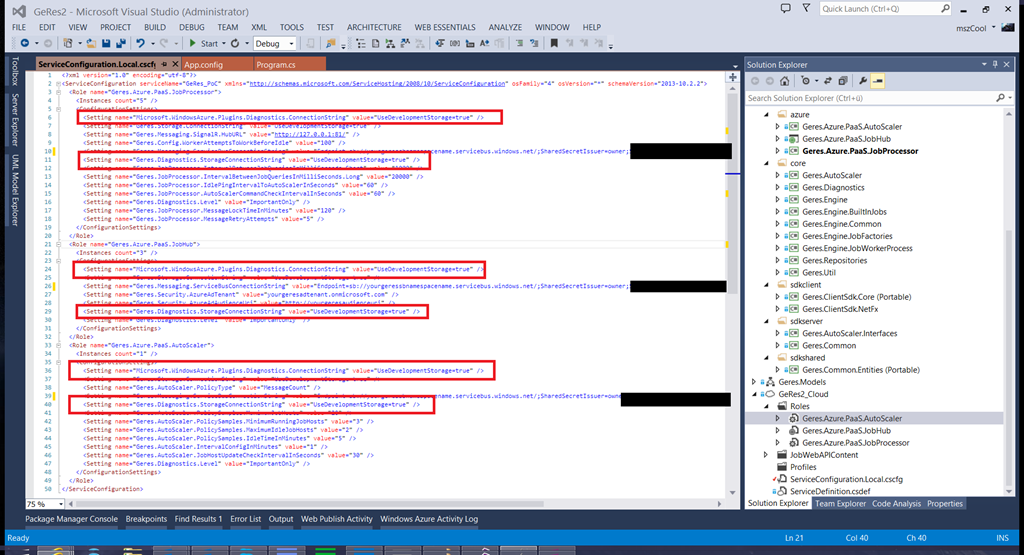 GeRes2 - Microsoft Visual Studio (Administrator)
Quick Launch (Ctrl+Q)
FILE EDIT VIEW PROJECT BUILD DEBUG TEAM XML TOOLS TEST ARCHITECTURE WEB ESSENTIALS ANALYZE WINDOW HELP
mszCool
Start Debug
ServiceConfiguration.Local.cscfg App.config Program.cs
Toolbox
Server Explorer
UML Model Explorer
1 <?xml version="1.0" encoding="utf-8"?>
2 <ServiceConfiguration serviceName="GeRes_PoC" xmlns="http://schemas.microsoft.com/ServiceHosting/2008/10/ServiceConfiguration" osFamily="4" osVersion="*" schemaVersion="2013-10.2.2">
3 <Role name="Geres.Azure.PaaS.JobProcessor">
4 <Instances count="5" />
5 <ConfigurationSettings>
6 <Setting name="Microsoft.WindowsAzure.Plugins.Diagnostics.ConnectionString" value="UseDevelopmentStorage=true" />
7 <Setting name="Geres.Storage.ConnectionString" value="UseDevelopmentStorage=true" />
8 <Setting name="Geres.Messaging.SignalR.HubURL" value="http://127.0.0.1:81/" />
9 <Setting name="Geres.Config.WorkerAttemptsToWorkBeforeIdle" value="100" />
10 servicebus.windows.net/;SharedSecretIssuer=owner;
11 <Setting name="Geres.Diagnostics.StorageConnectionString" value="UseDevelopmentStorage=true" />
12
13 <Setting name="Geres.JobProcessor.IntervalBetweenJobQueriesInMilliSeconds.Long" value="20000" />
14 <Setting name="Geres.JobProcessor.IdlePingIntervalToAutoScalerInSeconds" value="60" />
15 <Setting name="Geres.JobProcessor.AutoScalerCommandCheckIntervalInSeconds" value="60" />
16 <Setting name="Geres.Diagnostics.Level" value="ImportantOnly" />
17 <Setting name="Geres.JobProcessor.MessageLockTimeInMinutes" value="120" />
18 <Setting name="Geres.JobProcessor.MessageRetryAttempts" value="5" />
19 </ConfigurationSettings>
20 </Role>
21 <Role name="Geres.Azure.PaaS.JobHub">
22 <Instances count="3" />
23 <ConfigurationSettings>
24 <Setting name="Microsoft.WindowsAzure.Plugins.Diagnostics.ConnectionString" value="UseDevelopmentStorage=true" />
25
26 <Setting name="Geres.Messaging.ServiceBusConnectionString" value="Endpoint=sb://yourgeressbnamespacename.servicebus.windows.net/;SharedSecretIssuer=owner;
27 <Setting name="Geres.Security.AzureAdTenant" value="yourgeresadtenant.onmicrosoft.com" />
28 <Setting name="Geres.Security.AzureAdAudienceUri" value="http://yourgeresaudienceuri" />
29 <Setting name="Geres.Diagnostics.StorageConnectionString" value="UseDevelopmentStorage=true" />
30 <Setting name="Geres.Diagnostics.Level" value="ImportantOnly" />
31 </ConfigurationSettings>
32 </Role>
33 <Role name="Geres.Azure.PaaS.AutoScaler">
34 <Instances count="1" />
35 <ConfigurationSettings>
36 <Setting name="Microsoft.WindowsAzure.Plugins.Diagnostics.ConnectionString" value="UseDevelopmentStorage=true" />
37
38 <Setting name="Geres.AutoScaler.PolicyType" value="MessageCount" />
39 servicebus.windows.net/;SharedSecretIssuer=owner
40 <Setting name="Geres.Diagnostics.StorageConnectionString" value="UseDevelopmentStorage=true" />
41
42 <Setting name="Geres.AutoScaler.PolicySamples.MinimumRunningJobHosts" value="3" />
43 <Setting name="Geres.AutoScaler.PolicySamples.MaximumIdleJobHosts" value="2" />
44 <Setting name="Geres.AutoScaler.PolicySamples.IdleTimeInMinutes" value="5" />
45 <Setting name="Geres.AutoScaler.IntervalConfigInMinutes" value="1" />
46 <Setting name="Geres.AutoScaler.JobHostUpdateCheckIntervalInSeconds" value="30" />
47 <Setting name="Geres.Diagnostics.Level" value="ImportantOnly" />
48 </ConfigurationSettings>
49 </Role>
50 </ServiceConfiguration>
75 %
Solution Explorer
Search Solution Explorer (Ctrl+ü)
azure
Geres.Azure.PaaS.AutoScaler
Geres.Azure.PaaS.JobHub
Geres.Azure.PaaS.JobProcessor
core
Geres.AutoScaler
Geres.Diagnostics
Geres.Engine
Geres.Engine.BuiltInJobs
Geres.Engine.Common
Geres.Engine.JobFactories
Geres.Engine.JobWorkerProcess
Geres.Repositories
Geres.Util
sdkclient
Geres.ClientSdk.Core (Portable)
Geres.ClientSdk.NetFx
sdkserver
Geres.AutoScaler.Interfaces
Geres.Common
sdkshared
Geres.Common.Entities (Portable)
Geres.Models
GeRes2_Cloud
Roles
Geres.Azure.PaaS.AutoScaler
Geres.Azure.PaaS.JobHub
Geres.Azure.PaaS.JobProcessor
JobWebAPIContent
Profiles
ServiceConfiguration.Local.cscfg
ServiceDefinition.csdef
Solution Explorer Team Explorer Code Analysis Properties
Package Manager Console Breakpoints Find Results 1 Error List Output Web Publish Activity Windows Azure Activity Log
Ready Ln 21 Col 40 Ch 40 INS